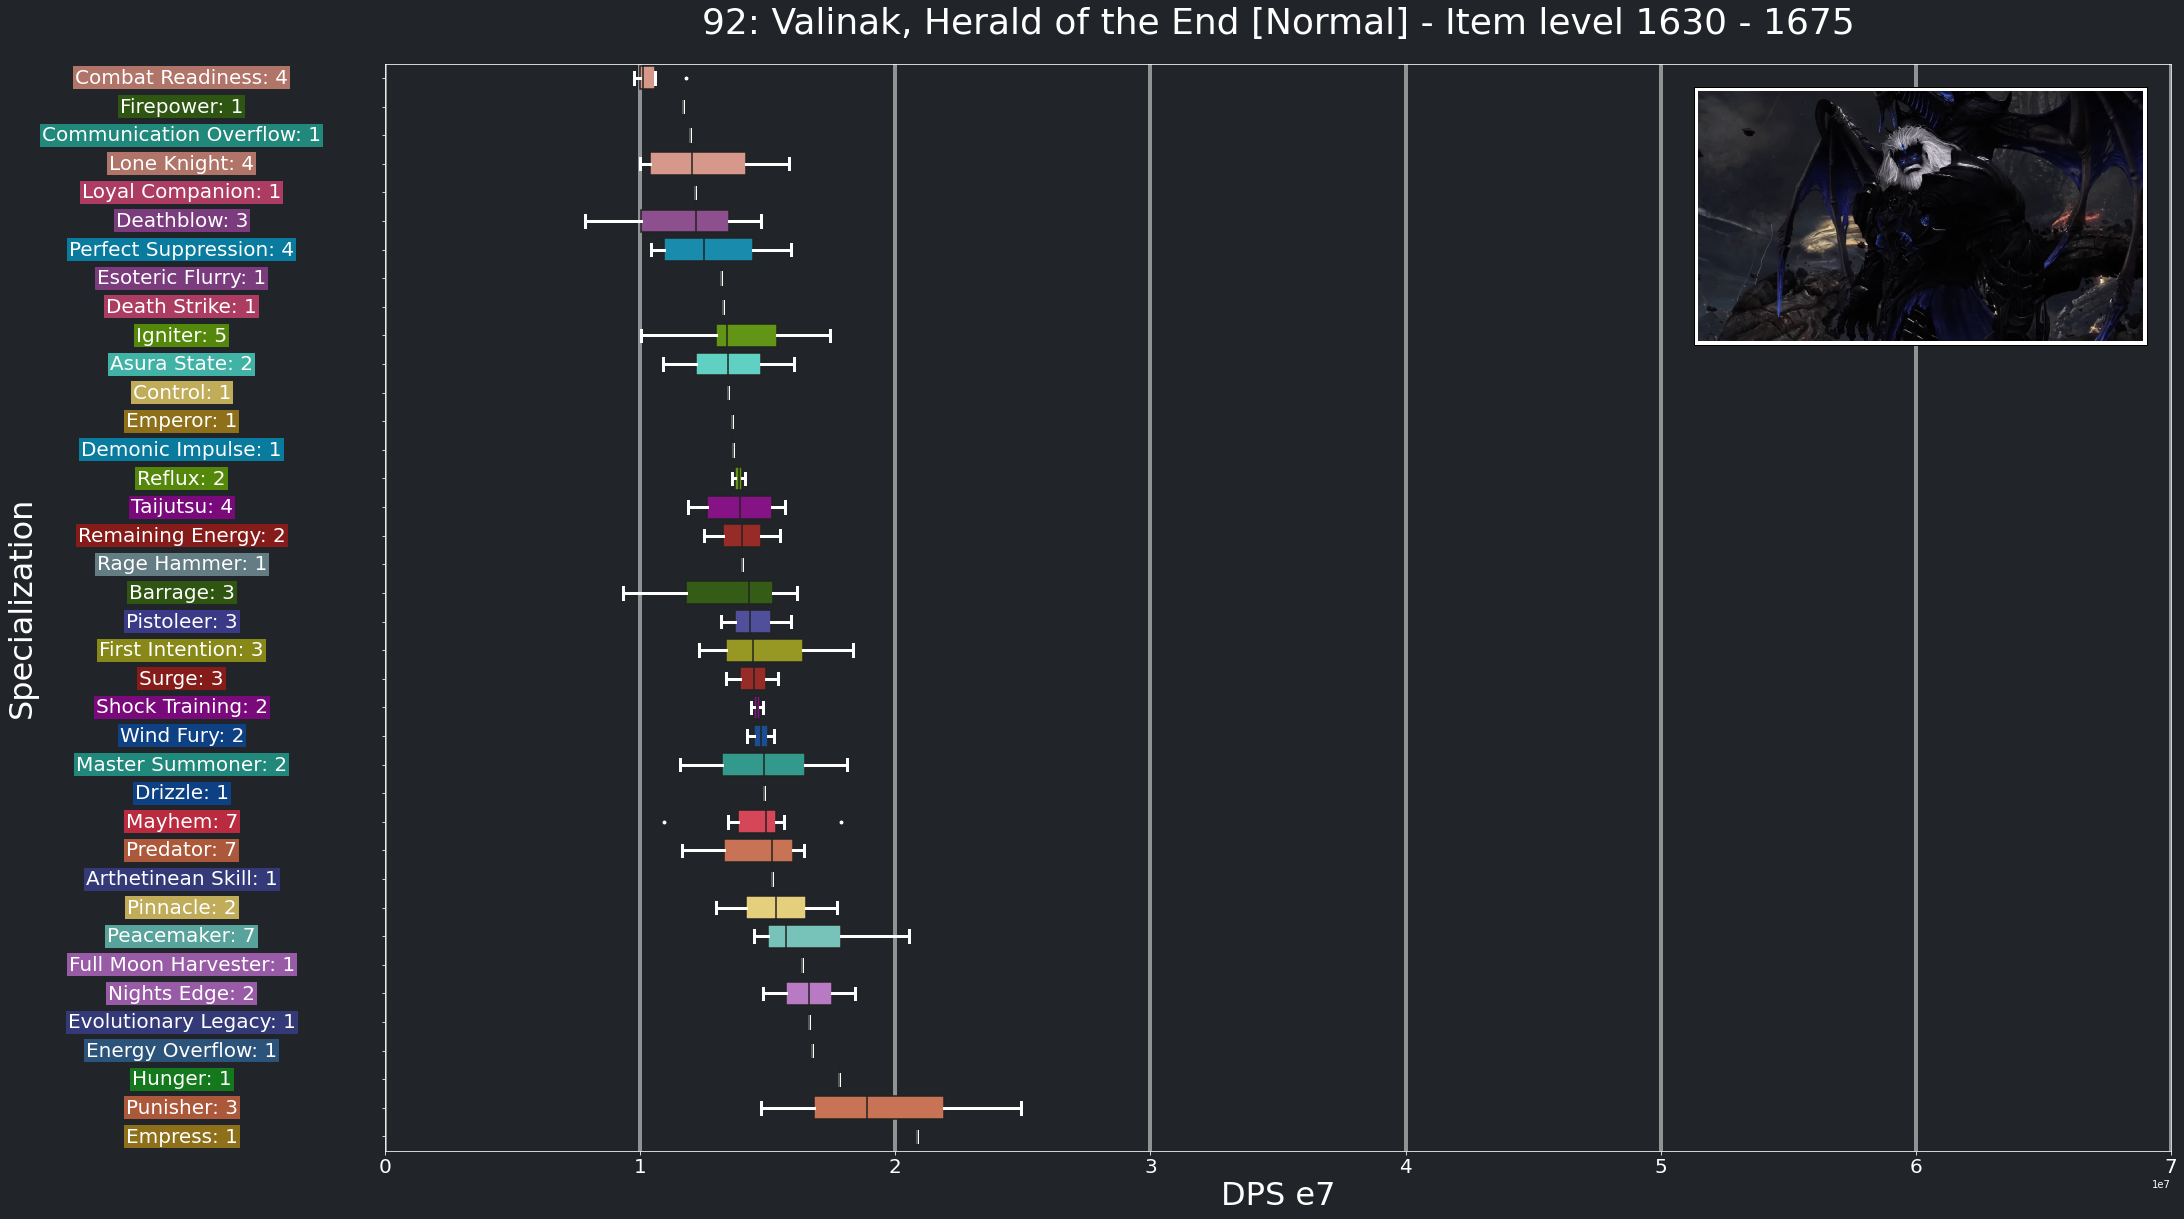 92: Valinak, Herald of the End [Normal] - Item level 1630 - 1675
Specialization
Combat Readiness: 4
Firepower: 1
Communication Overflow: 1
Lone Knight: 4
Loyal Companion: 1
Deathblow: 3
Perfect Suppression: 4
Esoteric Flurry: 1
Death Strike: 1
Igniter: 5
Asura State: 2
Control: 1
Emperor: 1
Demonic Impulse: 1
Reflux: 2
Taijutsu: 4
Remaining Energy: 2
Rage Hammer: 1
Barrage: 3
Pistoleer: 3
First Intention: 3
Surge: 3
Shock Training: 2
Wind Fury: 2
Master Summoner: 2
Drizzle: 1
Mayhem: 7
Predator: 7
Arthetinean Skill: 1
Pinnacle: 2
Peacemaker: 7
Full Moon Harvester: 1
Nights Edge: 2
Evolutionary Legacy: 1
Energy Overflow: 1
Hunger: 1
Punisher: 3
Empress: 1
0 1 2 3 4 5 6 7
1e7
DPS e7